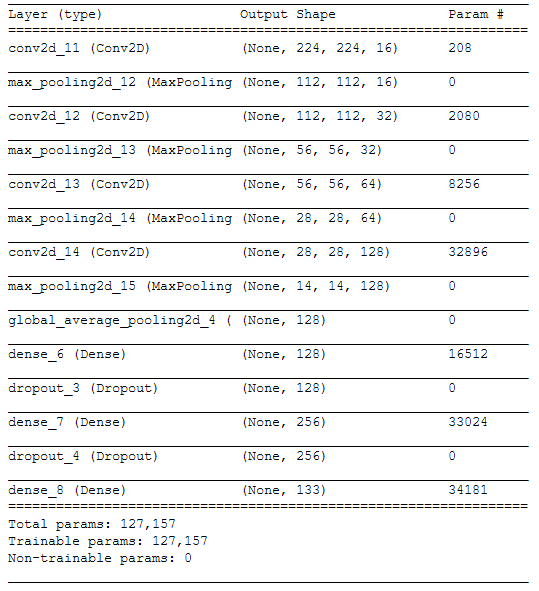 Layer (type) Output Shape Param #
conv2d_11 (Conv2D) (None, 224, 224, 16) 208
max_pooling2d_12 (MaxPooling (None, 112, 112, 16) 0
conv2d_12 (Conv2D) (None, 112, 112, 32) 2080
max_pooling2d_13 (MaxPooling (None, 56, 56, 32) 0
conv2d_13 (Conv2D) (None, 56, 56, 64) 8256
max_pooling2d_14 (MaxPooling (None, 28, 28, 64) 0
conv2d_14 (Conv2D) (None, 28, 28, 128) 32896
max_pooling2d_15 (MaxPooling (None, 14, 14, 128) 0
global_average_pooling2d_4 ( (None, 128) 0
dense_6 (Dense) (None, 128) 16512
dropout_3 (Dropout) (None, 128) 0
dense_7 (Dense) (None, 256) 33024
dropout_4 (Dropout) (None, 256) 0
dense_8 (Dense) (None, 133) 34181
Total params: 127,157
Trainable params: 127,157
Non-trainable params: 0